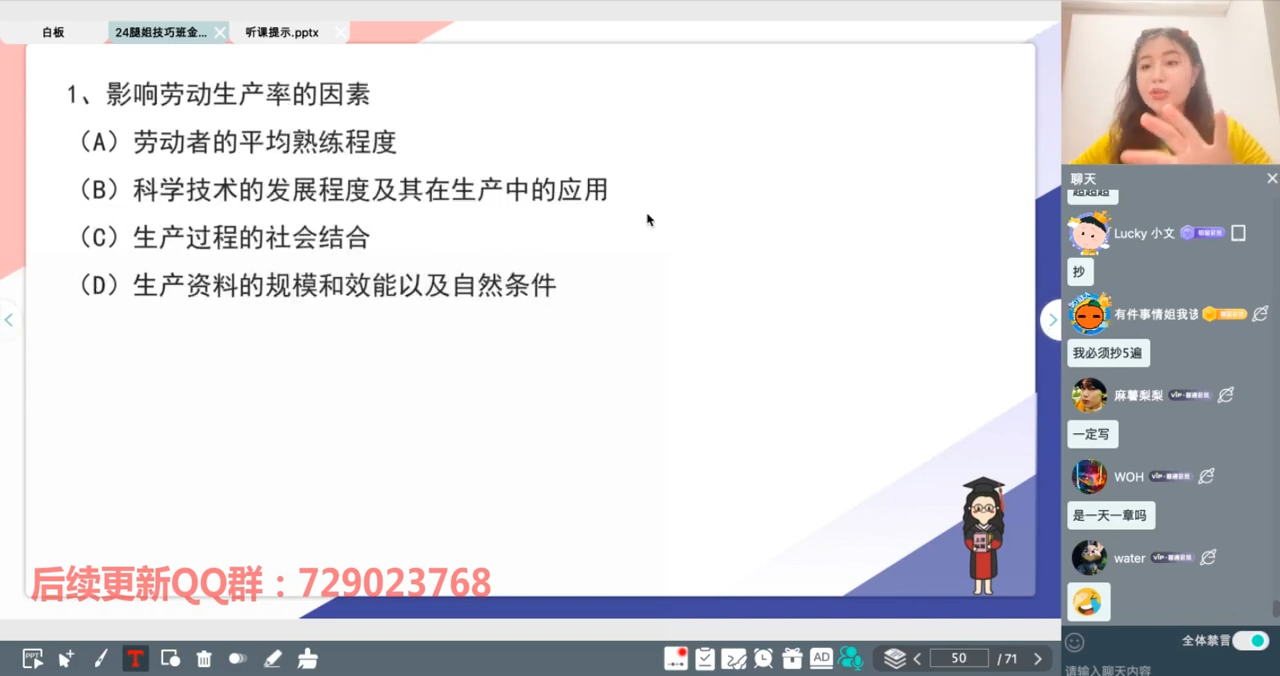 白板
24腿姐技巧班金...
听课提示.pptx
1、影响劳动生产率的因素
（A）劳动者的平均熟练程度
（B）科学技术的发展程度及其在生产中的应用
（C）生产过程的社会结合
（D）生产资料的规模和效能以及自然条件
后续更新QQ群：729023768
聊天
Lucky 小文
抄
有件事情姐我该
我必须抄5遍
麻薯梨梨
一定写
WOH
是一天一章吗
water
全体禁言
请输入聊天内容
PPT
T
AD
50 / 71